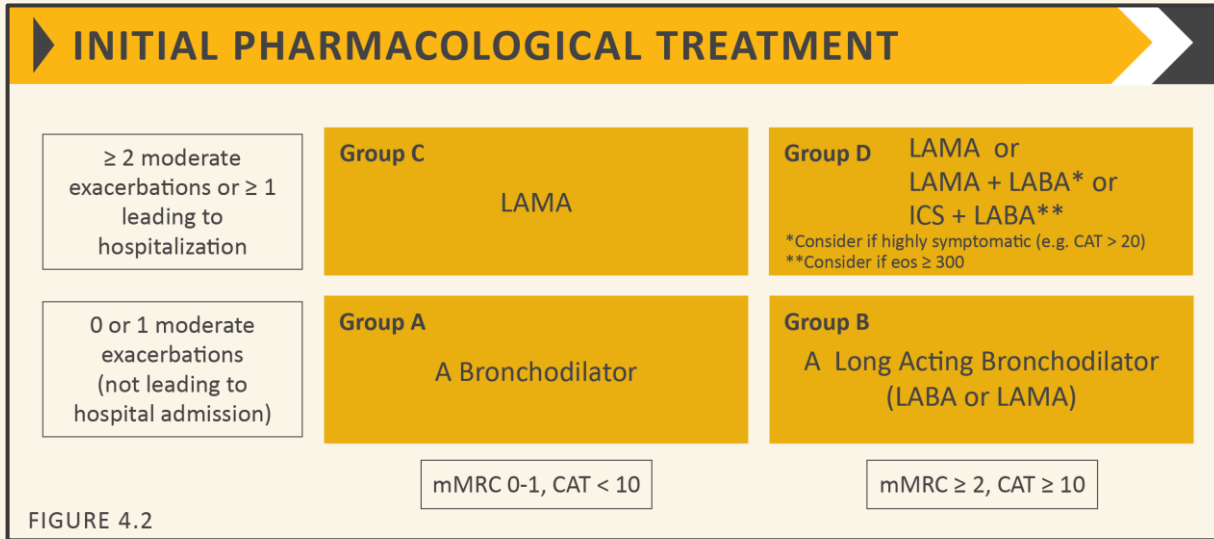 INITIAL PHARMACOLOGICAL TREATMENT
≥ 2 moderate
exacerbations or ≥ 1
leading to
hospitalization
Group C
LAMA
Group D
LAMA or
LAMA + LABA* or
ICS + LABA**
*Consider if highly symptomatic (e.g. CAT > 20)
**Consider if eos ≥ 300
0 or 1 moderate
exacerbations
(not leading to
hospital admission)
Group A
A Bronchodilator
Group B
A Long Acting Bronchodilator
(LABA or LAMA)
mMRC 0-1, CAT < 10
mMRC ≥ 2, CAT ≥ 10
FIGURE 4.2